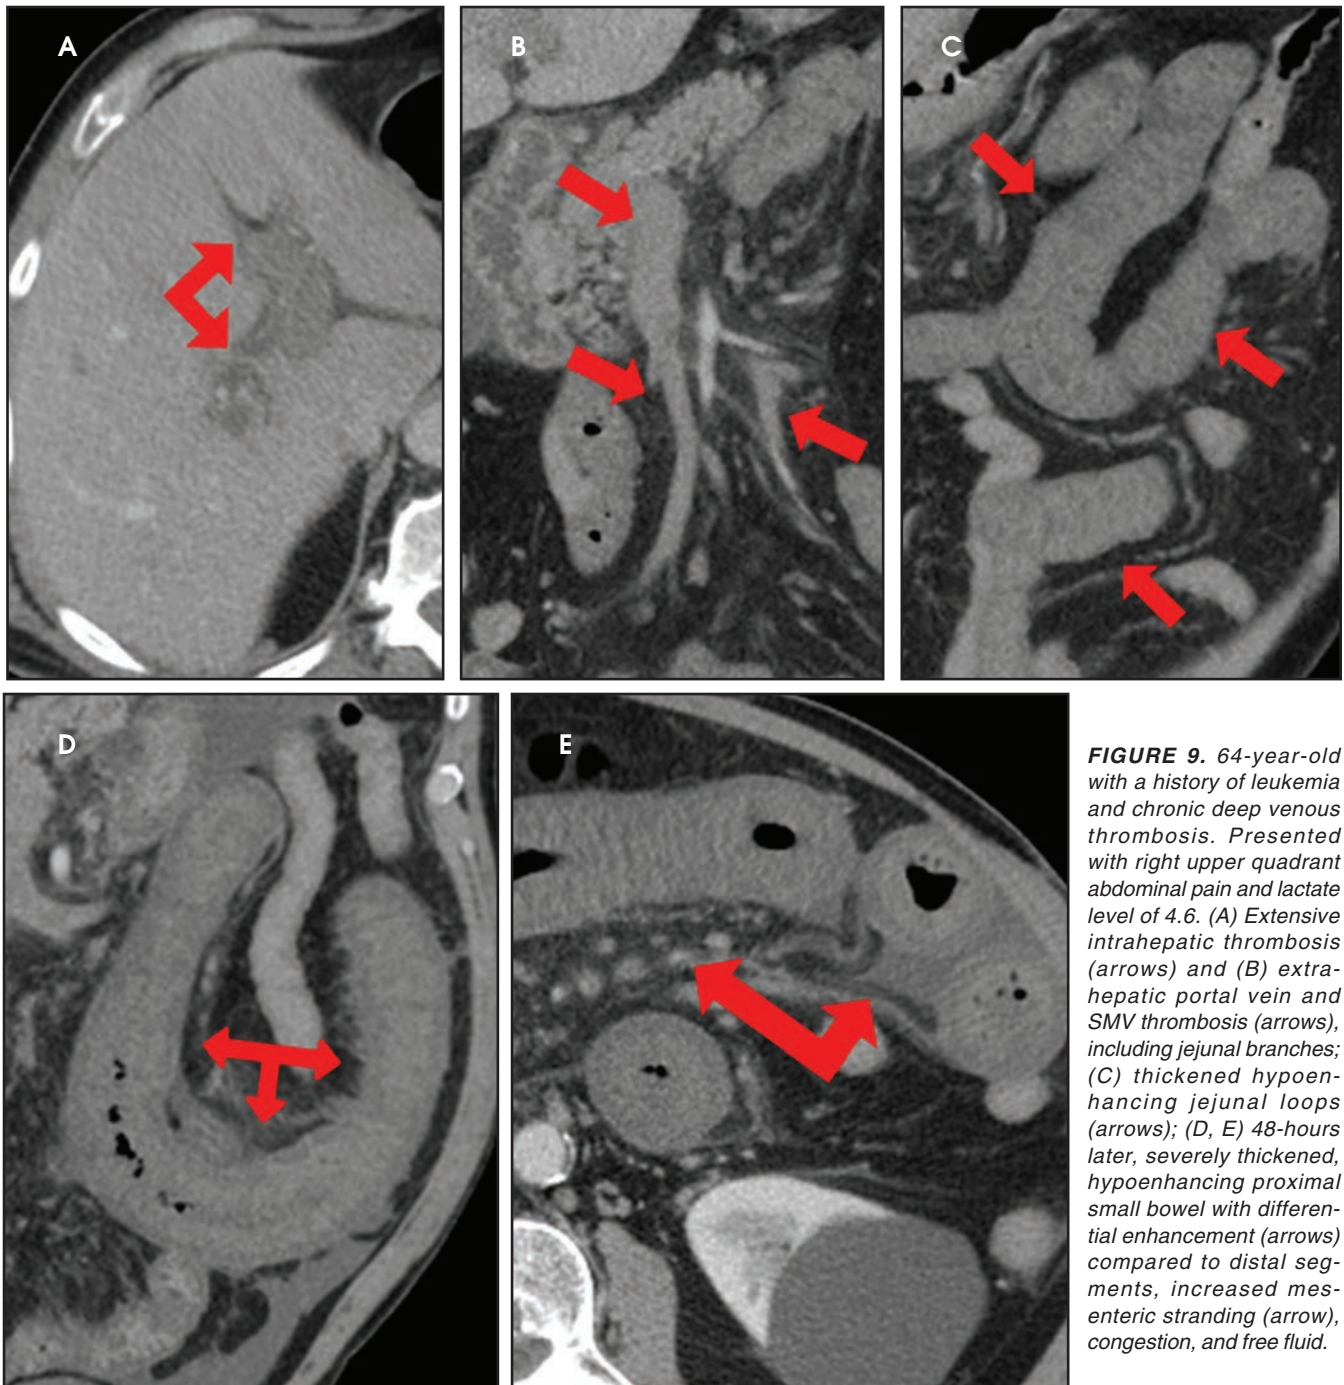 A
B
C
D
E
FIGURE 9. 64-year-old
with a history of leukemia
and chronic deep venous
thrombosis. Presented
with right upper quadrant
abdominal pain and lactate
level of 4.6. (A) Extensive
intrahepatic thrombosis
(arrows) and (B) extra-
hepatic portal vein and
SMV thrombosis (arrows),
including jejunal branches;
(C) thickened hypoen-
hancing jejunal loops
(arrows); (D, E) 48-hours
later, severely thickened,
hypoenhancing proximal
small bowel with differen-
tial enhancement (arrows)
compared to distal seg-
ments, increased mes-
enteric stranding (arrow),
congestion, and free fluid.